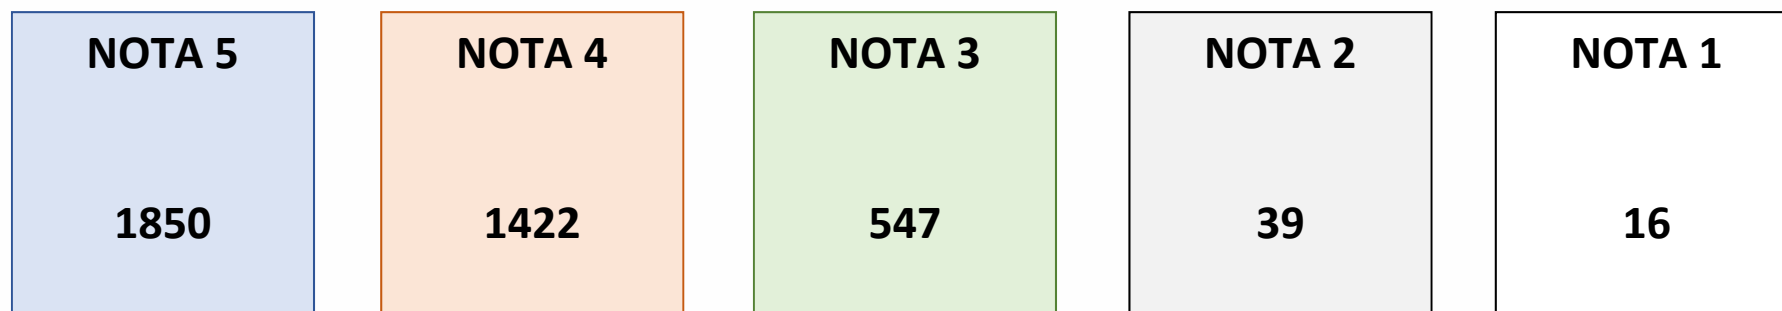 NOTA 5
1850
NOTA 4
1422
NOTA 3
547
NOTA 2
39
NOTA 1
16